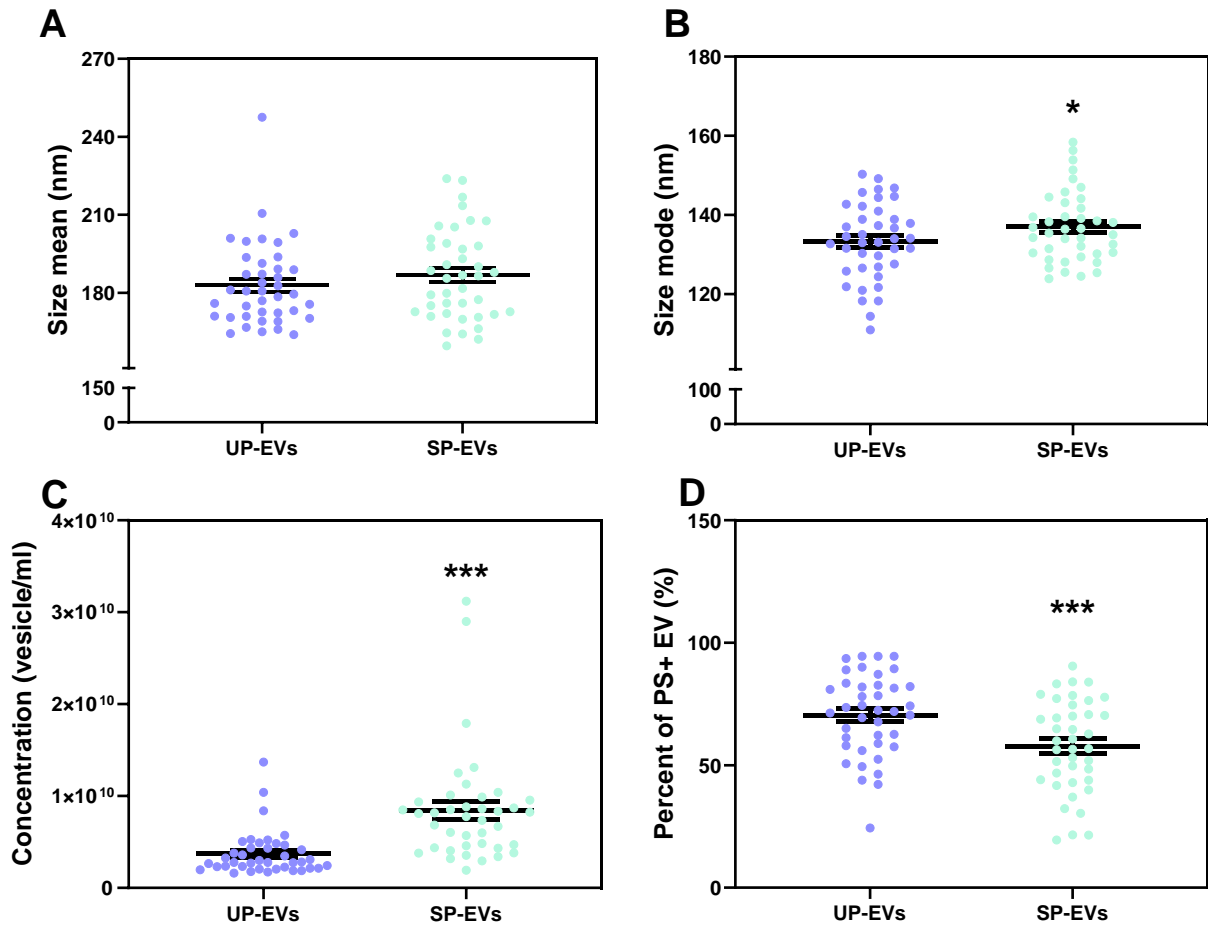 A
Size mean (nm)
270
240
210
180
150
0
UP-EVs SP-EVs
B
Size mode (nm)
180
160
140
120
100
0
*
UP-EVs SP-EVs
C
Concentration (vesicle/ml)
4×10¹⁰
3×10¹⁰
2×10¹⁰
1×10¹⁰
0
***
UP-EVs SP-EVs
D
Percent of PS+ EV (%)
150
100
50
0
***
UP-EVs SP-EVs